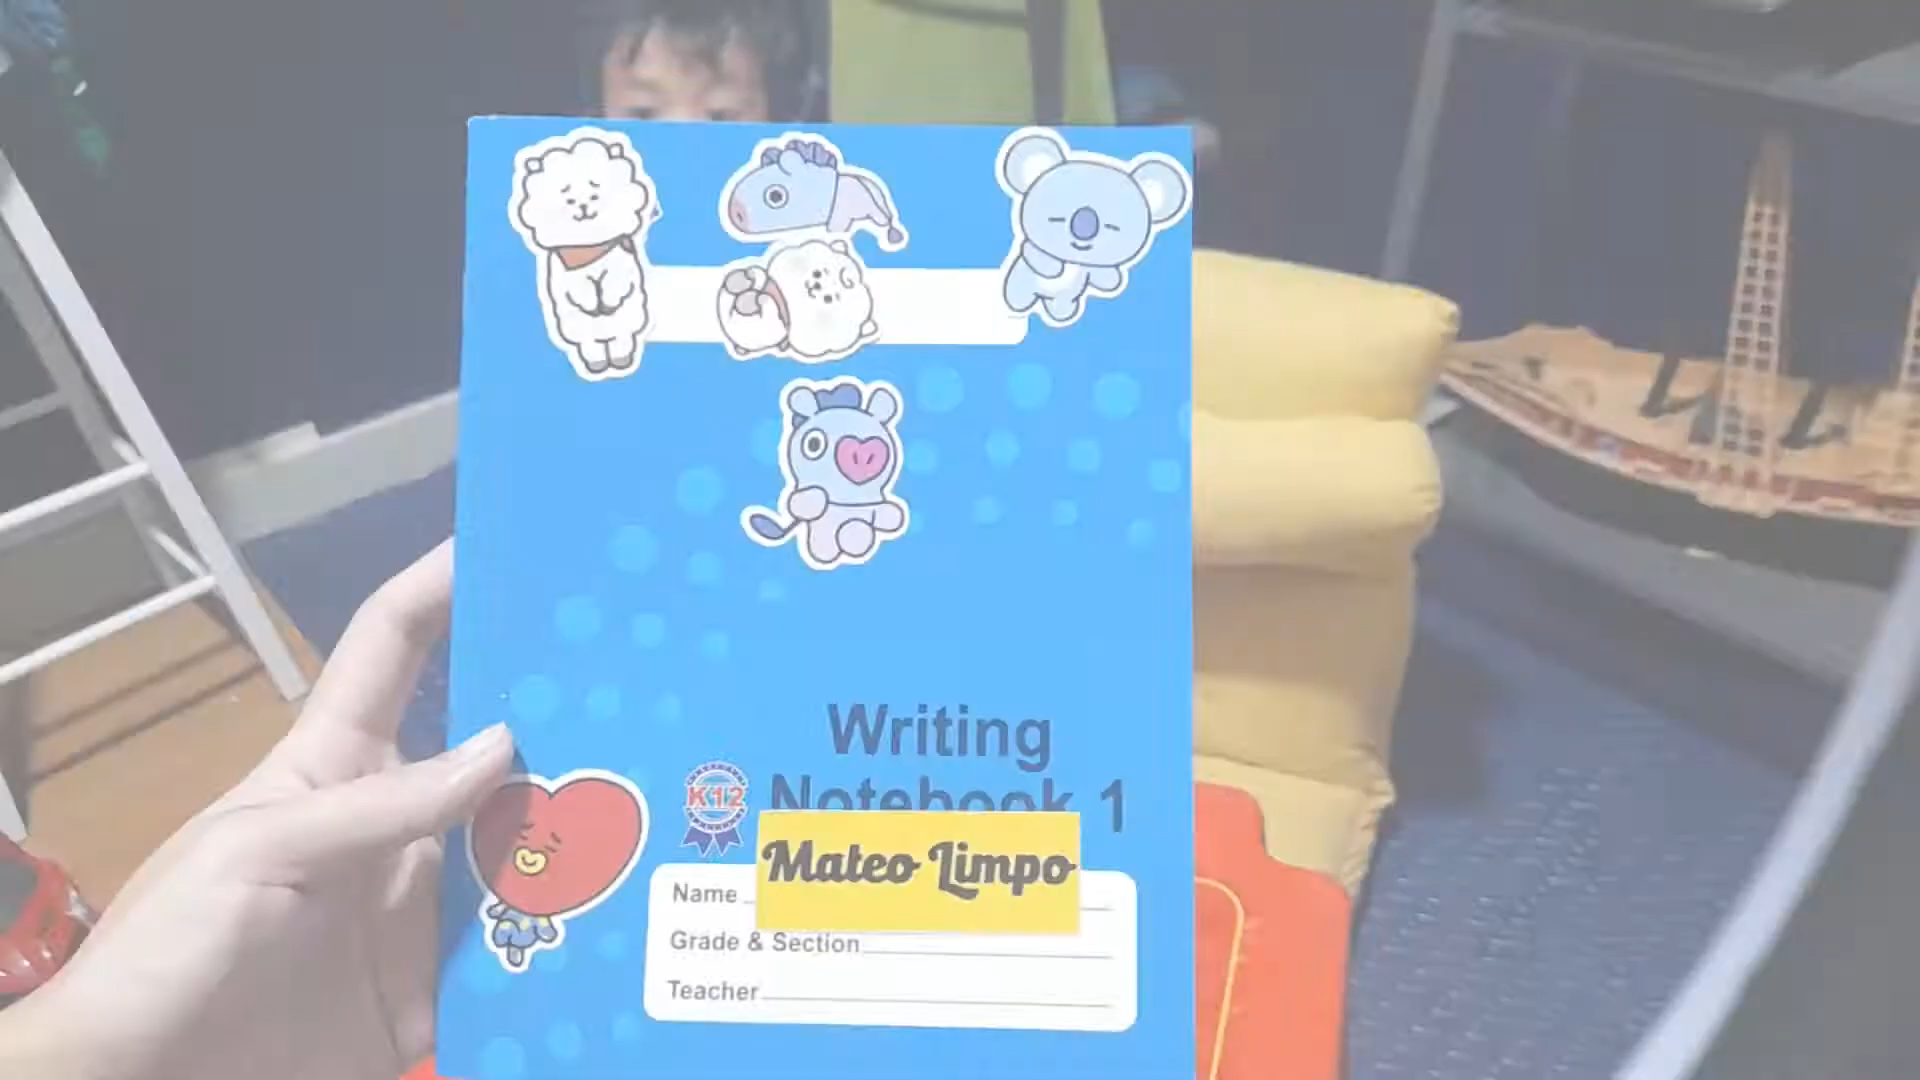 Writing
Notebook 1
K12
Mateo Limpo
Name
Grade & Section
Teacher